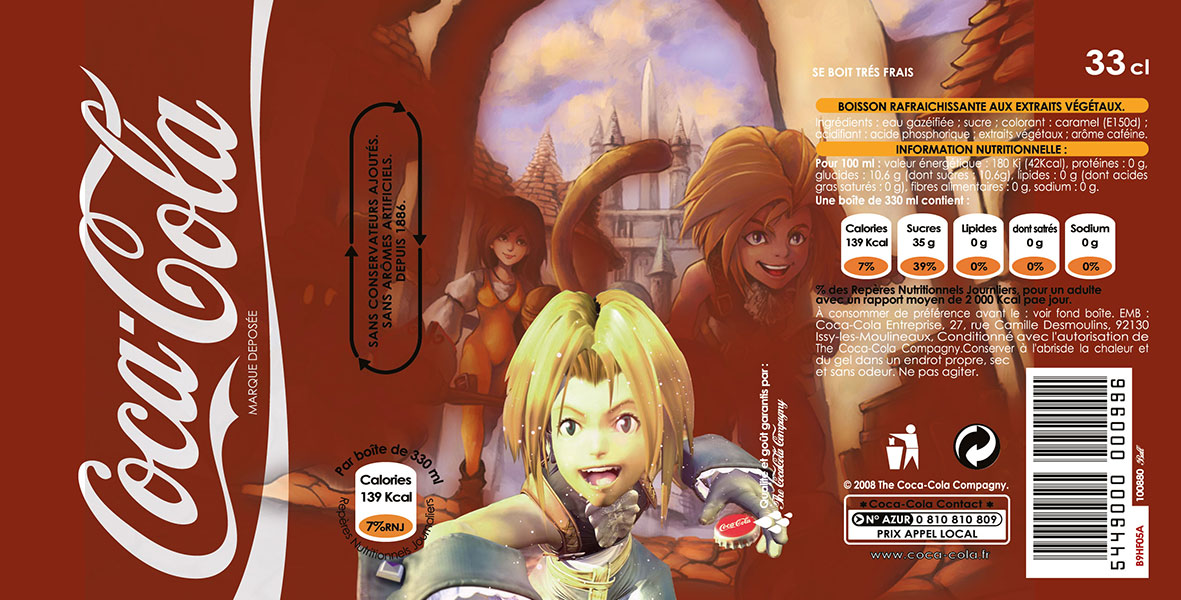 Coca-Cola
MARQUE DEPOSÉE
SANS CONSERVATEURS AJOUTÉS.
SANS ARÔMES ARTIFICIELS.
DEPUIS 1886.
Par boîte de 330 ml
Calories
139 Kcal
7%RNJ
Repères Nutritionnels Journaliers
Qualité et goût garantis par :
The CocaCola Compagny
Coca-Cola
SE BOIT TRÉS FRAIS
33 cl
BOISSON RAFRAICHISSANTE AUX EXTRAITS VÉGÉTAUX.
Ingrédients : eau gazéifiée ; sucre ; colorant : caramel (E150d) ;
acidifiant : acide phosphorique ; extraits végétaux ; arôme caféine.
INFORMATION NUTRITIONNELLE :
Pour 100 ml : valeur énergétique : 180 Kj (42Kcal), protéines : 0 g,
glucides : 10,6 g (dont sucres : 10,6g), lipides : 0 g (dont acides
gras saturés : 0 g), fibres alimentaires : 0 g, sodium : 0 g.
Une boîte de 330 ml contient :
Calories
139 Kcal
7%
Sucres
35 g
39%
Lipides
0 g
0%
dont satrés
0 g
0%
Sodium
0 g
0%
% des Repères Nutritionnels Journliers, pour un adulte
avec un rapport moyen de 2 000 Kcal pae jour.
À consommer de préférence avant le : voir fond boîte. EMB :
Coca-Cola Entreprise, 27, rue Camille Desmoulins, 92130
Issy-les-Moulineaux, Conditionné avec l'autorisation de
The Coca-Cola Compagny.Conserver à l'abrisde la chaleur et
du gel dans un endrot propre, sec
et sans odeur. Ne pas agiter.
© 2008 The Coca-Cola Compagny.
*Coca-Cola Contact *
N° AZUR 0 810 810 809
PRIX APPEL LOCAL
www.coca-cola.fr
5449000 000996
100880 Ball
B9HF05A